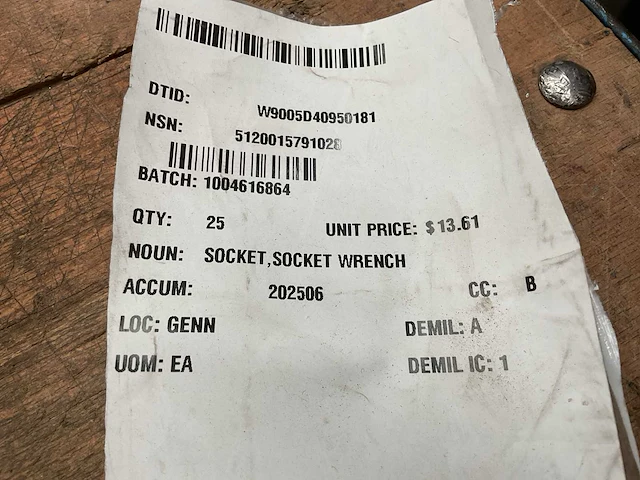 DTID: W9005D40950181
NSN: 5120015791028
BATCH: 1004616864
QTY: 25 UNIT PRICE: $13.61
NOUN: SOCKET,SOCKET WRENCH
ACCUM: 202506 CC: B
LOC: GENN DEMIL: A
UOM: EA DEMIL IC: 1